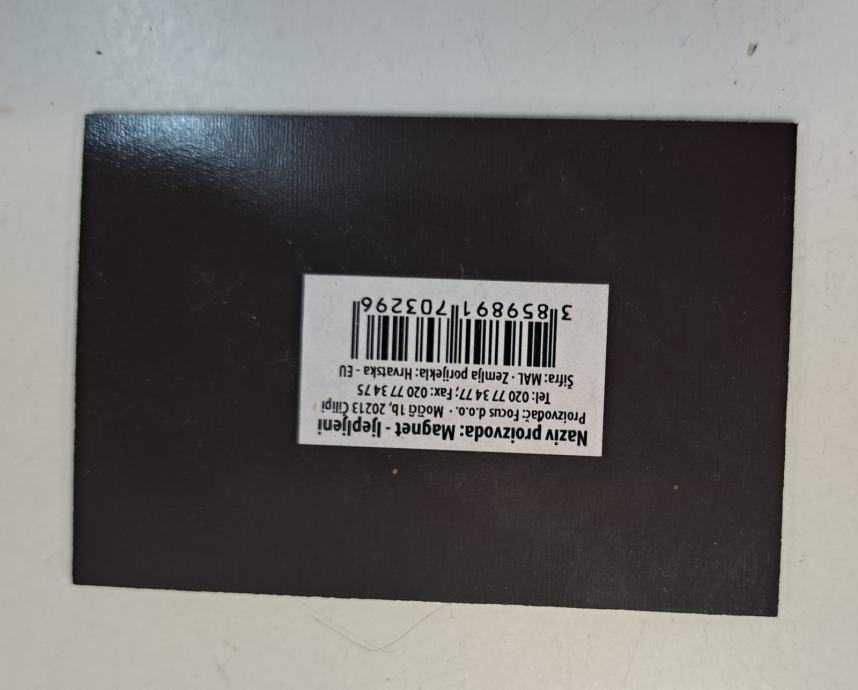 Naziv proizvoda: Magnet - ljepljeni
Proizvođač: Focus d.o.o. · Močići 1b, 20213 Čilipi
Tel: 020 77 34 77; Fax: 020 77 34 75
Šifra: MAL · Zemlja porijekla: Hrvatska - EU
3 859891 703296